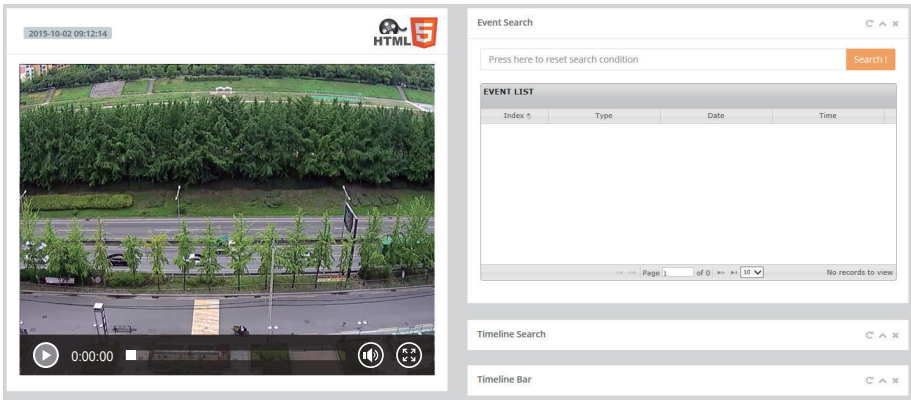 2015-10-02 09:12:14
HTML 5
0:00:00
Event Search
Press here to reset search condition
Search !
EVENT LIST
Index Type Date Time
Page 1 of 0 10 No records to view
Timeline Search
Timeline Bar